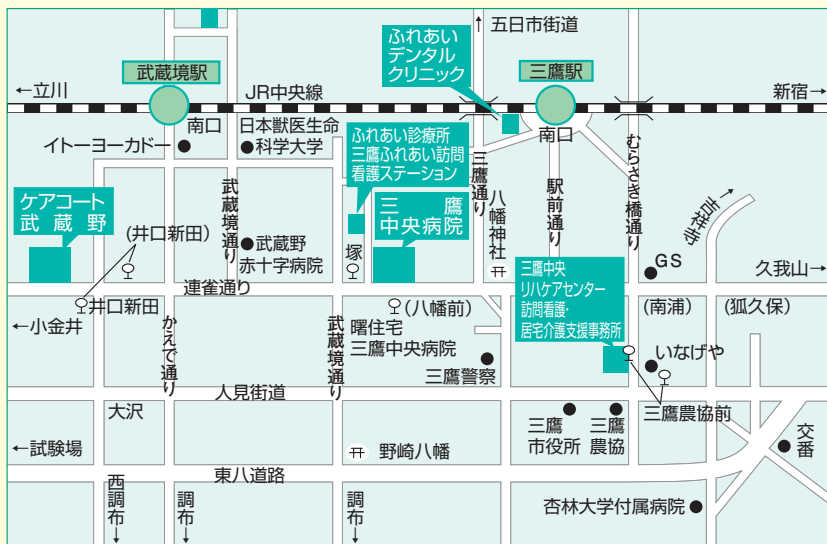 ↑五日市街道
ふれあい
デンタル
クリニック
武蔵境駅
三鷹駅
←立川
JR中央線
新宿→
南口
日本獣医生命
科学大学
イトーヨーカドー
南口
ふれあい診療所
三鷹ふれあい訪問
看護ステーション
三鷹通り
駅前通り
むらさき橋通り
武蔵境通り
吉祥寺→
ケアコート
武蔵野
(井口新田)
三鷹
中央病院
八幡神社
武蔵野
赤十字病院
塚
GS
三鷹中央
リハケアセンター
訪問看護・
居宅介護支援事務所
久我山→
連雀通り
井口新田
(八幡前)
(南浦)
(狐久保)
←小金井
かえで通り
武蔵境通り
曙住宅
三鷹中央病院
三鷹警察
いなげや
人見街道
大沢
三鷹農協前
三鷹
市役所
三鷹
農協
交番
←試験場
野崎八幡
東八道路
西調布→
調布→
調布→
杏林大学付属病院